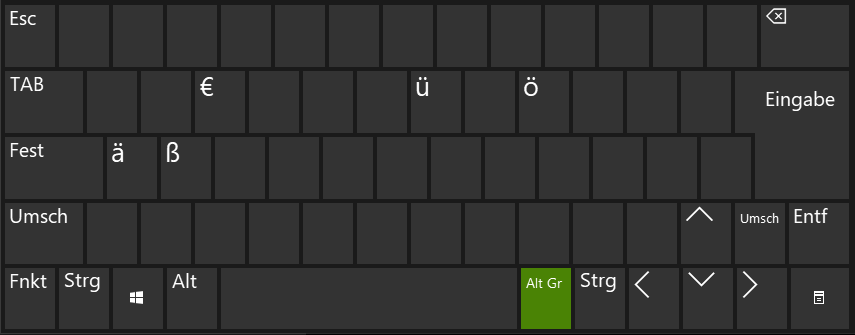 Esc
TAB € ü ö Eingabe
Fest ä ß
Umsch Umsch Entf
Fnkt Strg Alt Alt Gr Strg